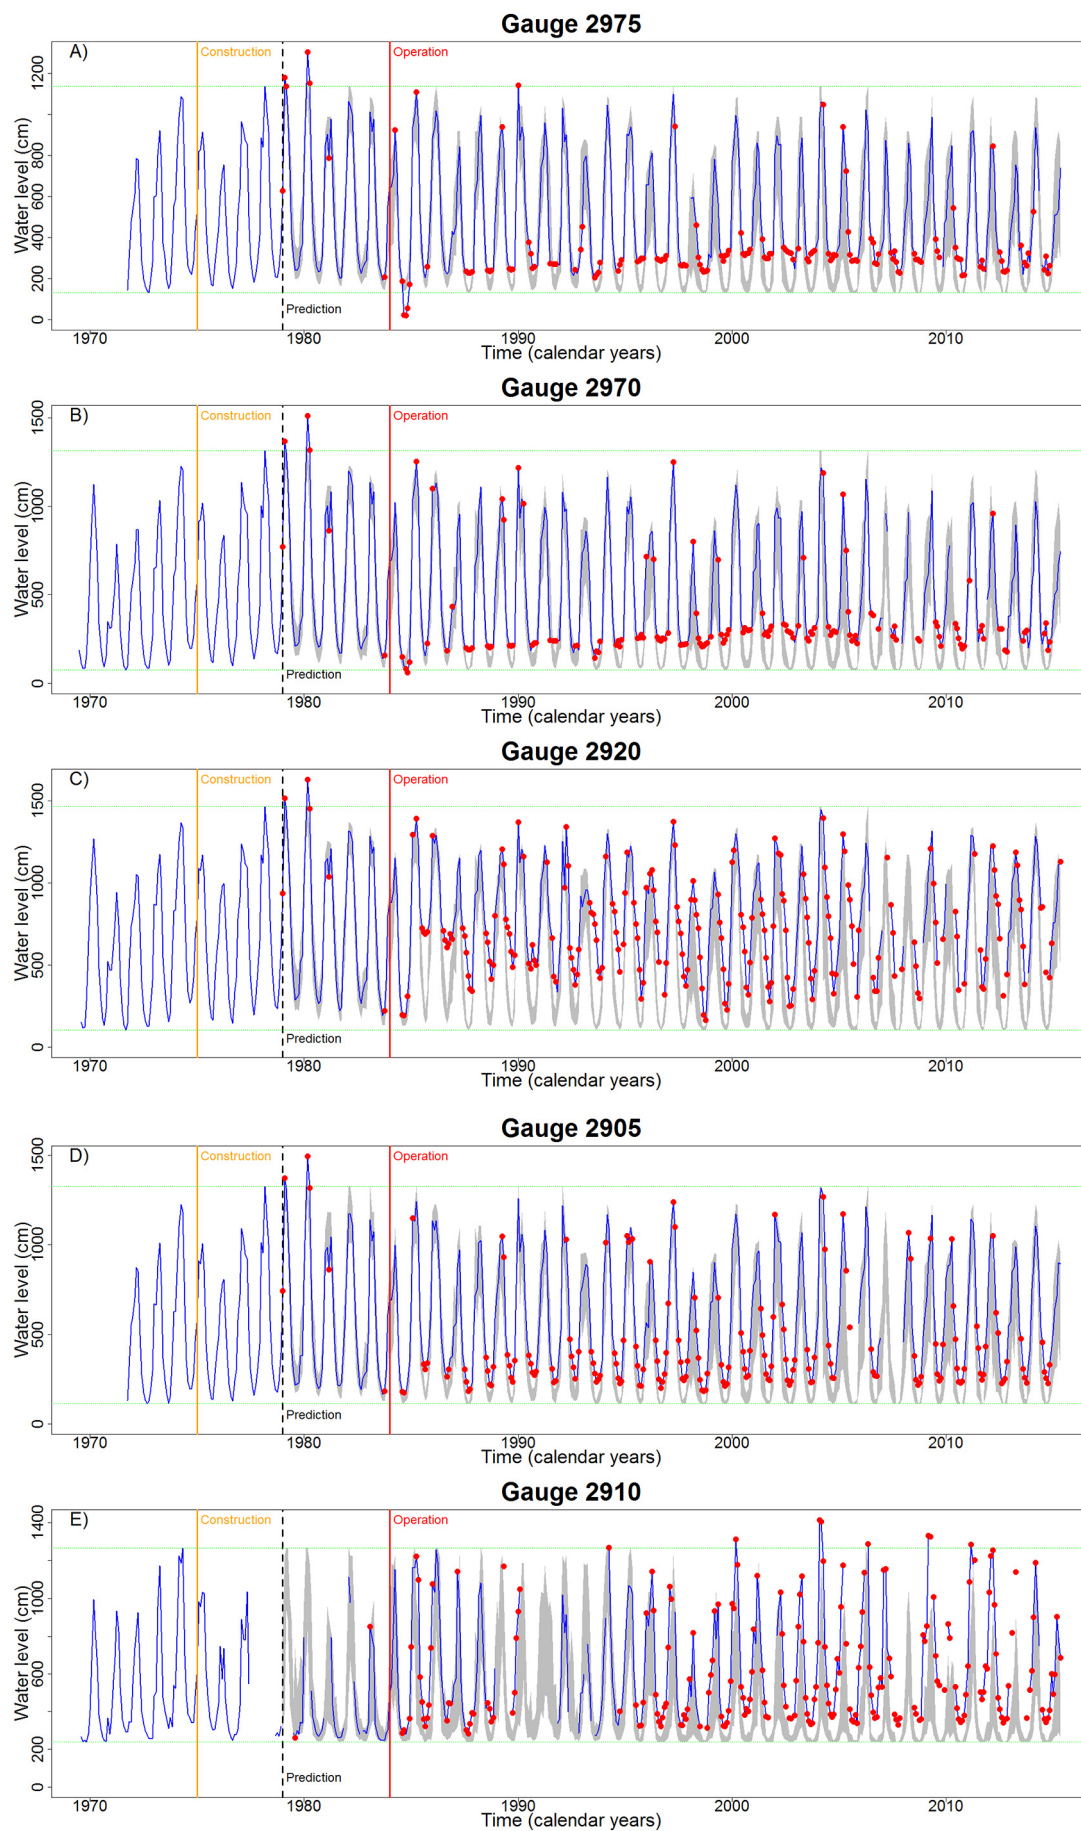 Gauge 2975
A)
Construction
Operation
Prediction
Water level (cm)
0 200 400 600 800 1200
1970 1980 1990 2000 2010
Time (calendar years)
Gauge 2970
B)
Construction
Operation
Prediction
Water level (cm)
0 500 1000 1500
1970 1980 1990 2000 2010
Time (calendar years)
Gauge 2920
C)
Construction
Operation
Prediction
Water level (cm)
0 500 1000 1500
1970 1980 1990 2000 2010
Time (calendar years)
Gauge 2905
D)
Construction
Operation
Prediction
Water level (cm)
0 500 1000 1500
1970 1980 1990 2000 2010
Time (calendar years)
Gauge 2910
E)
Construction
Operation
Prediction
Water level (cm)
0 200 600 1000 1400
1970 1980 1990 2000 2010
Time (calendar years)